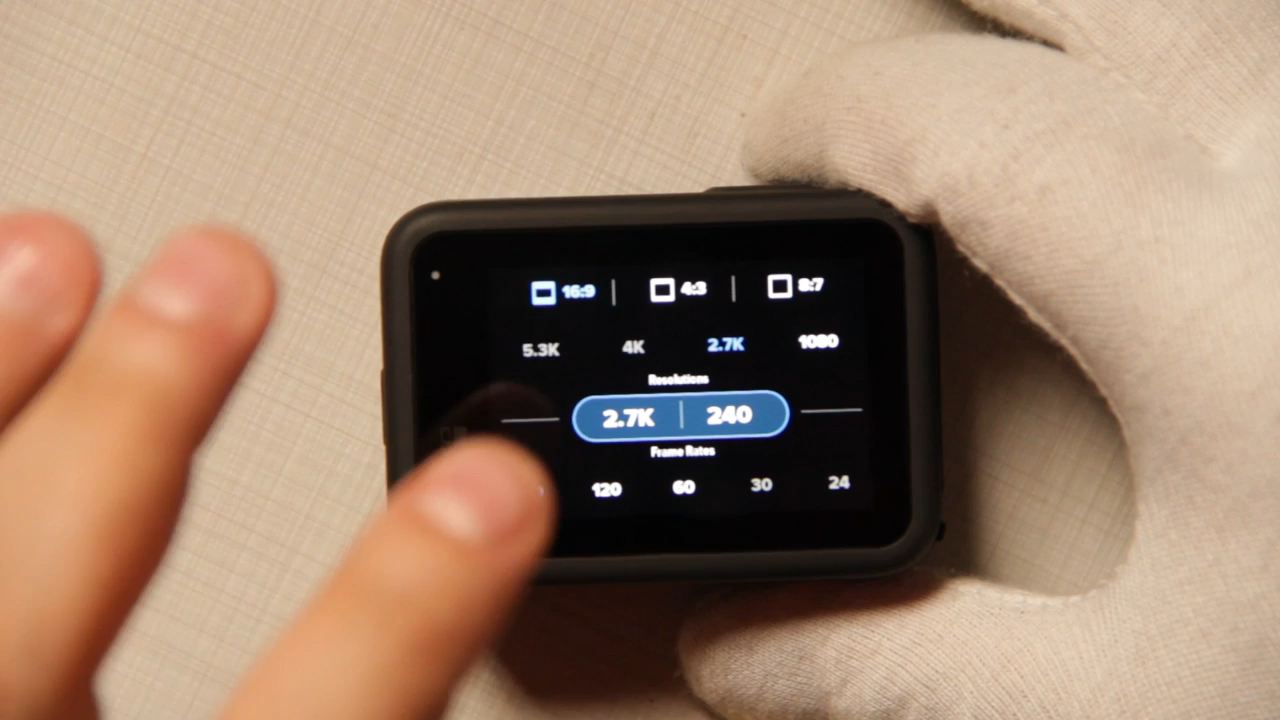 16:9 | 4:3 | 8:7
5.3K 4K 2.7K 1080
Resolutions
2.7K | 240
Frame Rates
120 60 30 24